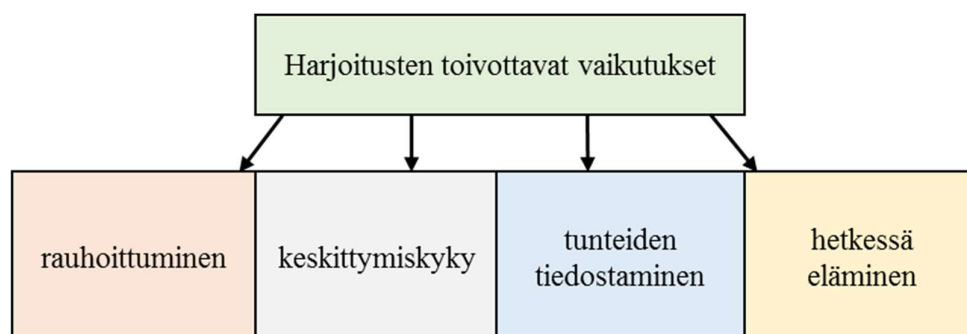 Harjoitusten toivottavat vaikutukset
rauhoittuminen
keskittymiskyky
tunteiden
tiedostaminen
hetkessä
eläminen